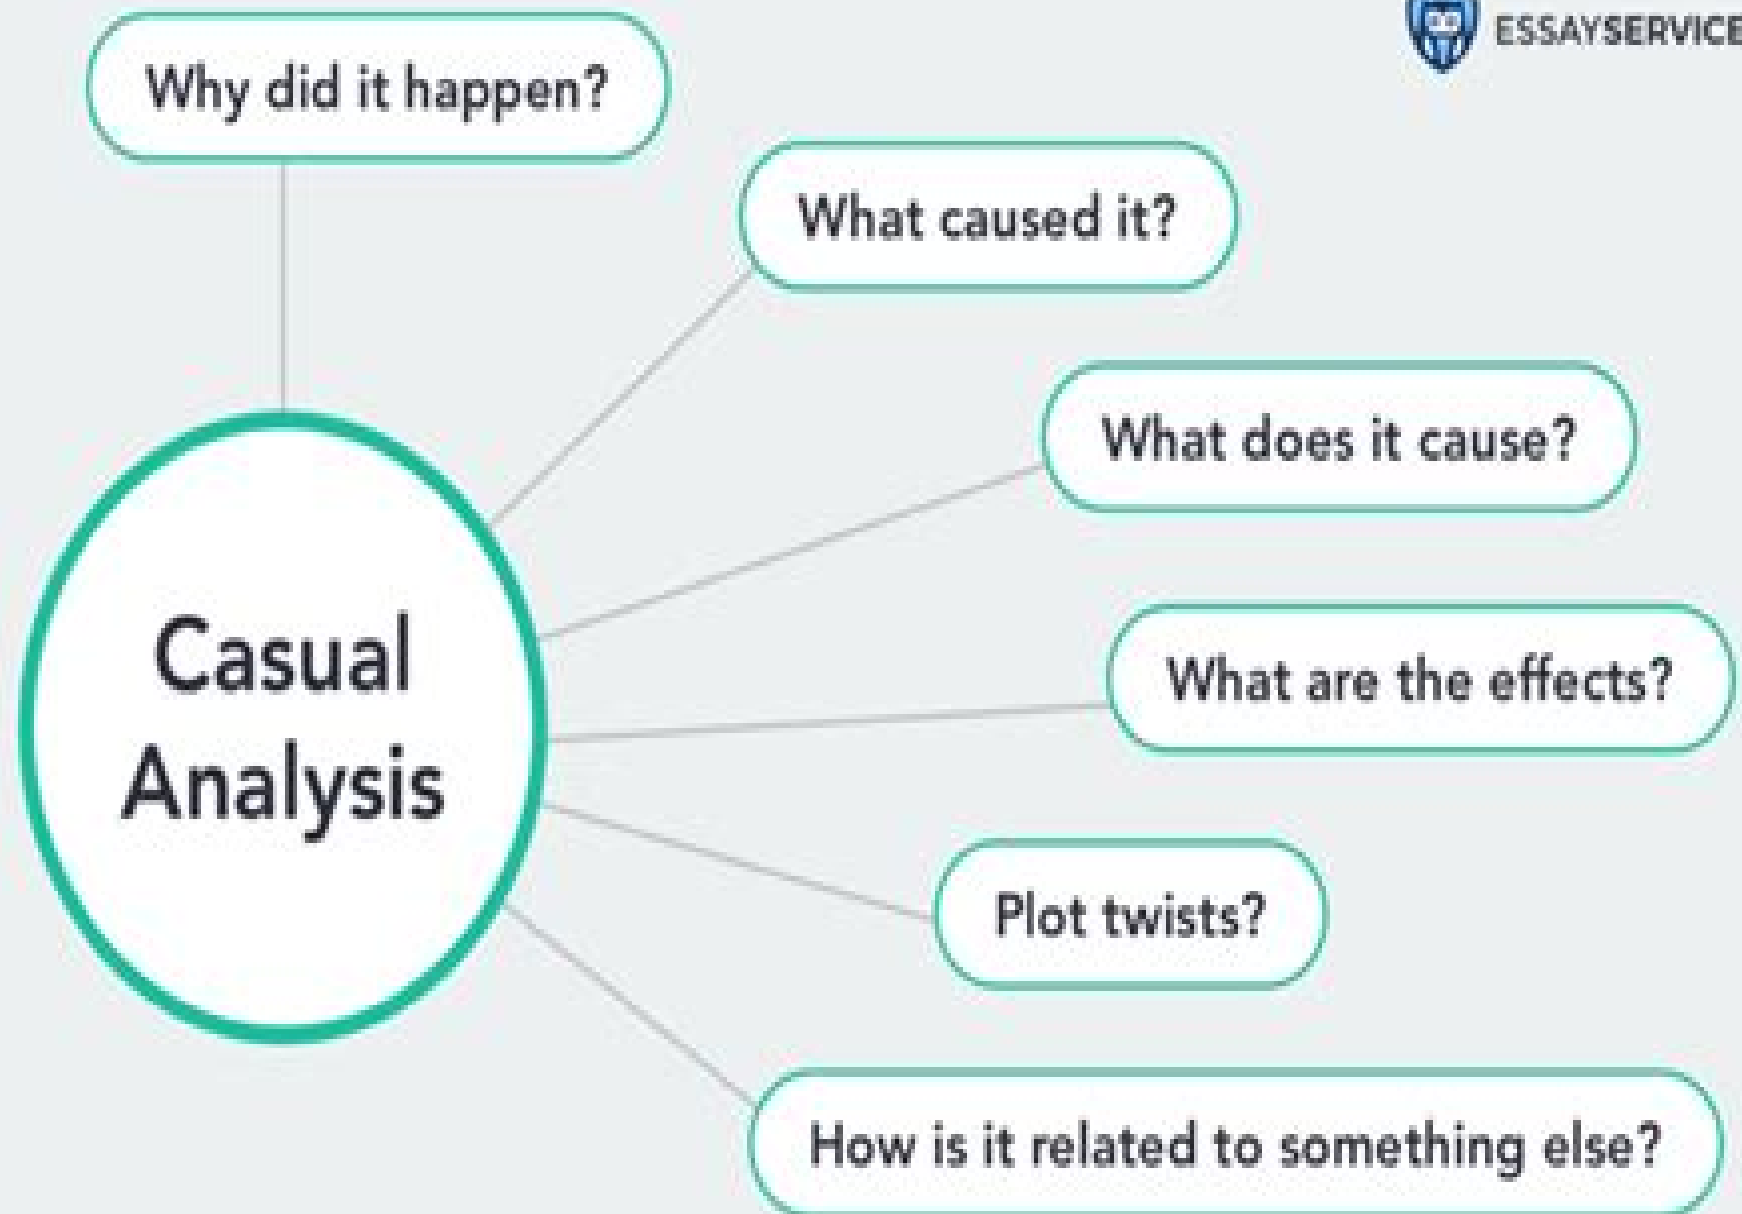 ESSAYSERVICE
Why did it happen?
What caused it?
What does it cause?
What are the effects?
Casual
Analysis
Plot twists?
How is it related to something else?